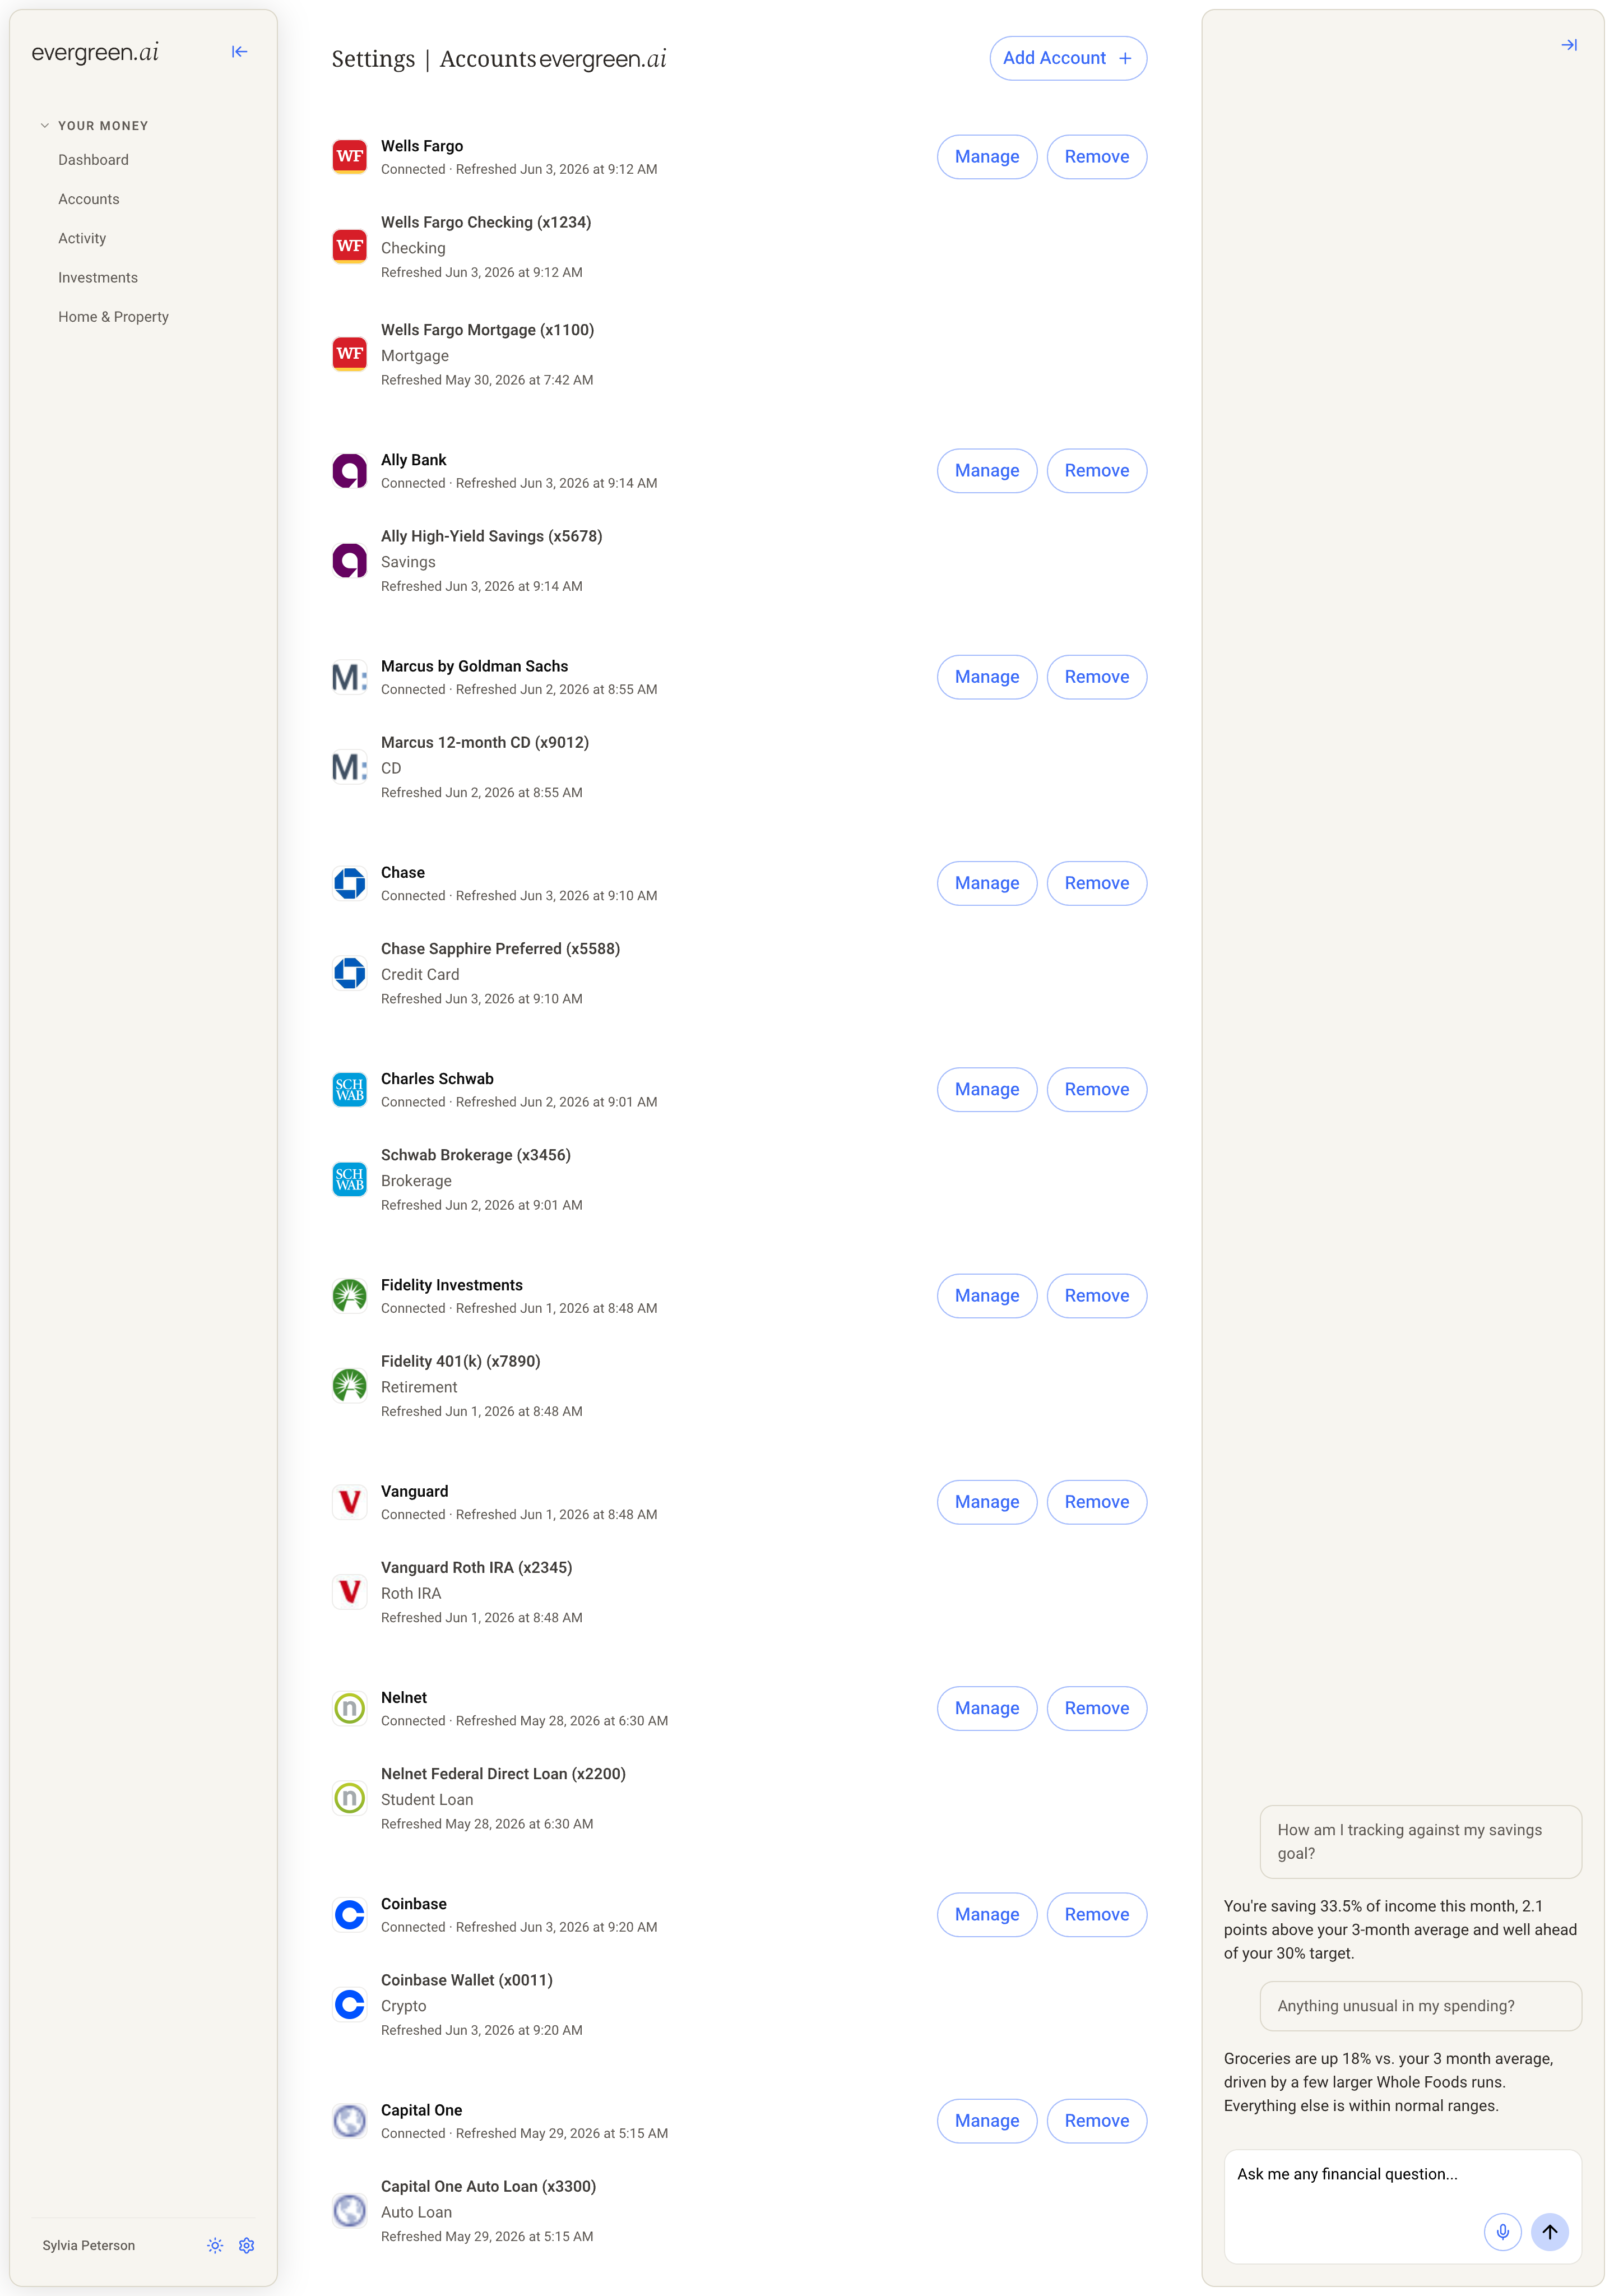 evergreen.ai
YOUR MONEY
Dashboard
Accounts
Activity
Investments
Home & Property
Sylvia Peterson
Settings | Accounts evergreen.ai
Add Account +
WF
Wells Fargo
Connected · Refreshed Jun 3, 2026 at 9:12 AM
Manage
Remove
WF
Wells Fargo Checking (x1234)
Checking
Refreshed Jun 3, 2026 at 9:12 AM
WF
Wells Fargo Mortgage (x1100)
Mortgage
Refreshed May 30, 2026 at 7:42 AM
Ally Bank
Connected · Refreshed Jun 3, 2026 at 9:14 AM
Manage
Remove
Ally High-Yield Savings (x5678)
Savings
Refreshed Jun 3, 2026 at 9:14 AM
M:
Marcus by Goldman Sachs
Connected · Refreshed Jun 2, 2026 at 8:55 AM
Manage
Remove
M:
Marcus 12-month CD (x9012)
CD
Refreshed Jun 2, 2026 at 8:55 AM
Chase
Connected · Refreshed Jun 3, 2026 at 9:10 AM
Manage
Remove
Chase Sapphire Preferred (x5588)
Credit Card
Refreshed Jun 3, 2026 at 9:10 AM
SCH
WAB
Charles Schwab
Connected · Refreshed Jun 2, 2026 at 9:01 AM
Manage
Remove
SCH
WAB
Schwab Brokerage (x3456)
Brokerage
Refreshed Jun 2, 2026 at 9:01 AM
Fidelity Investments
Connected · Refreshed Jun 1, 2026 at 8:48 AM
Manage
Remove
Fidelity 401(k) (x7890)
Retirement
Refreshed Jun 1, 2026 at 8:48 AM
V
Vanguard
Connected · Refreshed Jun 1, 2026 at 8:48 AM
Manage
Remove
V
Vanguard Roth IRA (x2345)
Roth IRA
Refreshed Jun 1, 2026 at 8:48 AM
n
Nelnet
Connected · Refreshed May 28, 2026 at 6:30 AM
Manage
Remove
n
Nelnet Federal Direct Loan (x2200)
Student Loan
Refreshed May 28, 2026 at 6:30 AM
Coinbase
Connected · Refreshed Jun 3, 2026 at 9:20 AM
Manage
Remove
Coinbase Wallet (x0011)
Crypto
Refreshed Jun 3, 2026 at 9:20 AM
Capital One
Connected · Refreshed May 29, 2026 at 5:15 AM
Manage
Remove
Capital One Auto Loan (x3300)
Auto Loan
Refreshed May 29, 2026 at 5:15 AM
How am I tracking against my savings
goal?
You're saving 33.5% of income this month, 2.1
points above your 3-month average and well ahead
of your 30% target.
Anything unusual in my spending?
Groceries are up 18% vs. your 3 month average,
driven by a few larger Whole Foods runs.
Everything else is within normal ranges.
Ask me any financial question...